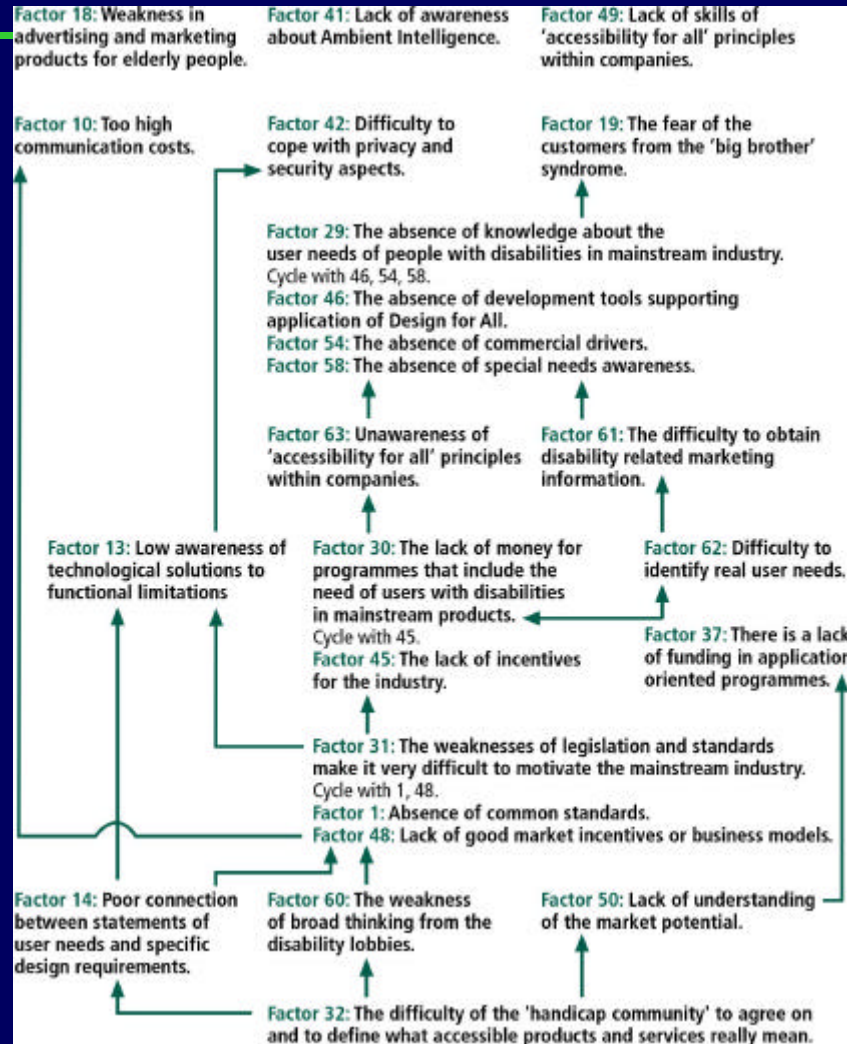 Factor 18: Weakness in
advertising and marketing
products for elderly people.
Factor 41: Lack of awareness
about Ambient Intelligence.
Factor 49: Lack of skills of
'accessibility for all' principles
within companies.
Factor 10: Too high
communication costs.
Factor 42: Difficulty to
cope with privacy and
security aspects.
Factor 19: The fear of the
customers from the 'big brother'
syndrome.
Factor 29: The absence of knowledge about the
user needs of people with disabilities in mainstream industry.
Cycle with 46, 54, 58.
Factor 46: The absence of development tools supporting
application of Design for All.
Factor 54: The absence of commercial drivers.
Factor 58: The absence of special needs awareness.
Factor 63: Unawareness of
'accessibility for all' principles
within companies.
Factor 61: The difficulty to obtain
disability related marketing
information.
Factor 13: Low awareness of
technological solutions to
functional limitations
Factor 30: The lack of money for
programmes that include the
need of users with disabilities
in mainstream products.
Cycle with 45.
Factor 45: The lack of incentives
for the industry.
Factor 62: Difficulty to
identify real user needs.
Factor 37: There is a lack
of funding in application
oriented programmes.
Factor 31: The weaknesses of legislation and standards
make it very difficult to motivate the mainstream industry.
Cycle with 1, 48.
Factor 1: Absence of common standards.
Factor 48: Lack of good market incentives or business models.
Factor 14: Poor connection
between statements of
user needs and specific
design requirements.
Factor 60: The weakness
of broad thinking from the
disability lobbies.
Factor 50: Lack of understanding
of the market potential.
Factor 32: The difficulty of the 'handicap community' to agree on
and to define what accessible products and services really mean.